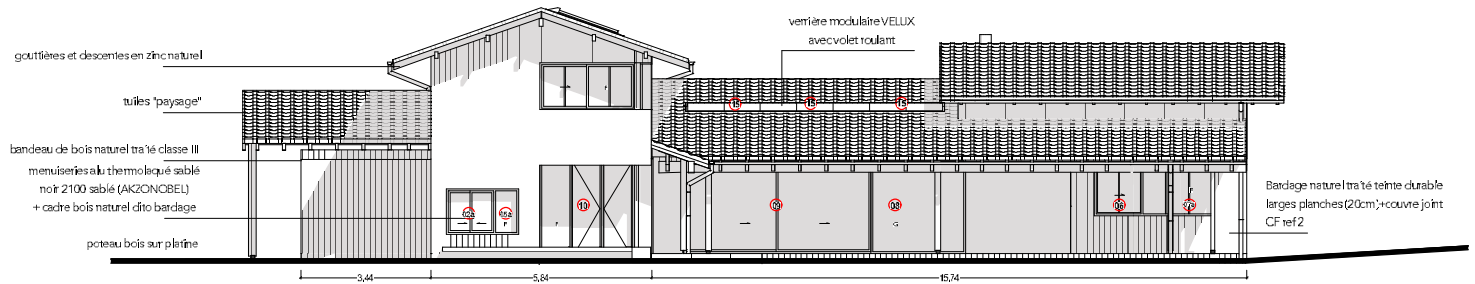 verrière modulaire VELUX
avec volet roulant
gouttières et descentes en zinc naturel
tuiles "paysage"
bandeau de bois naturel traité classe III
menuiseries alu thermolaqué sablé
noir 2100 sablé (AKZONOBEL)
+ cadre bois naturel dito bardage
poteau bois sur platine
Bardage naturel traité teinte durable
larges planches (20cm)+couvre joint
CF ref 2
15
15
15
02a
05a
10
09
08
06
F
F
F
F
G
3,44
5,84
15,74